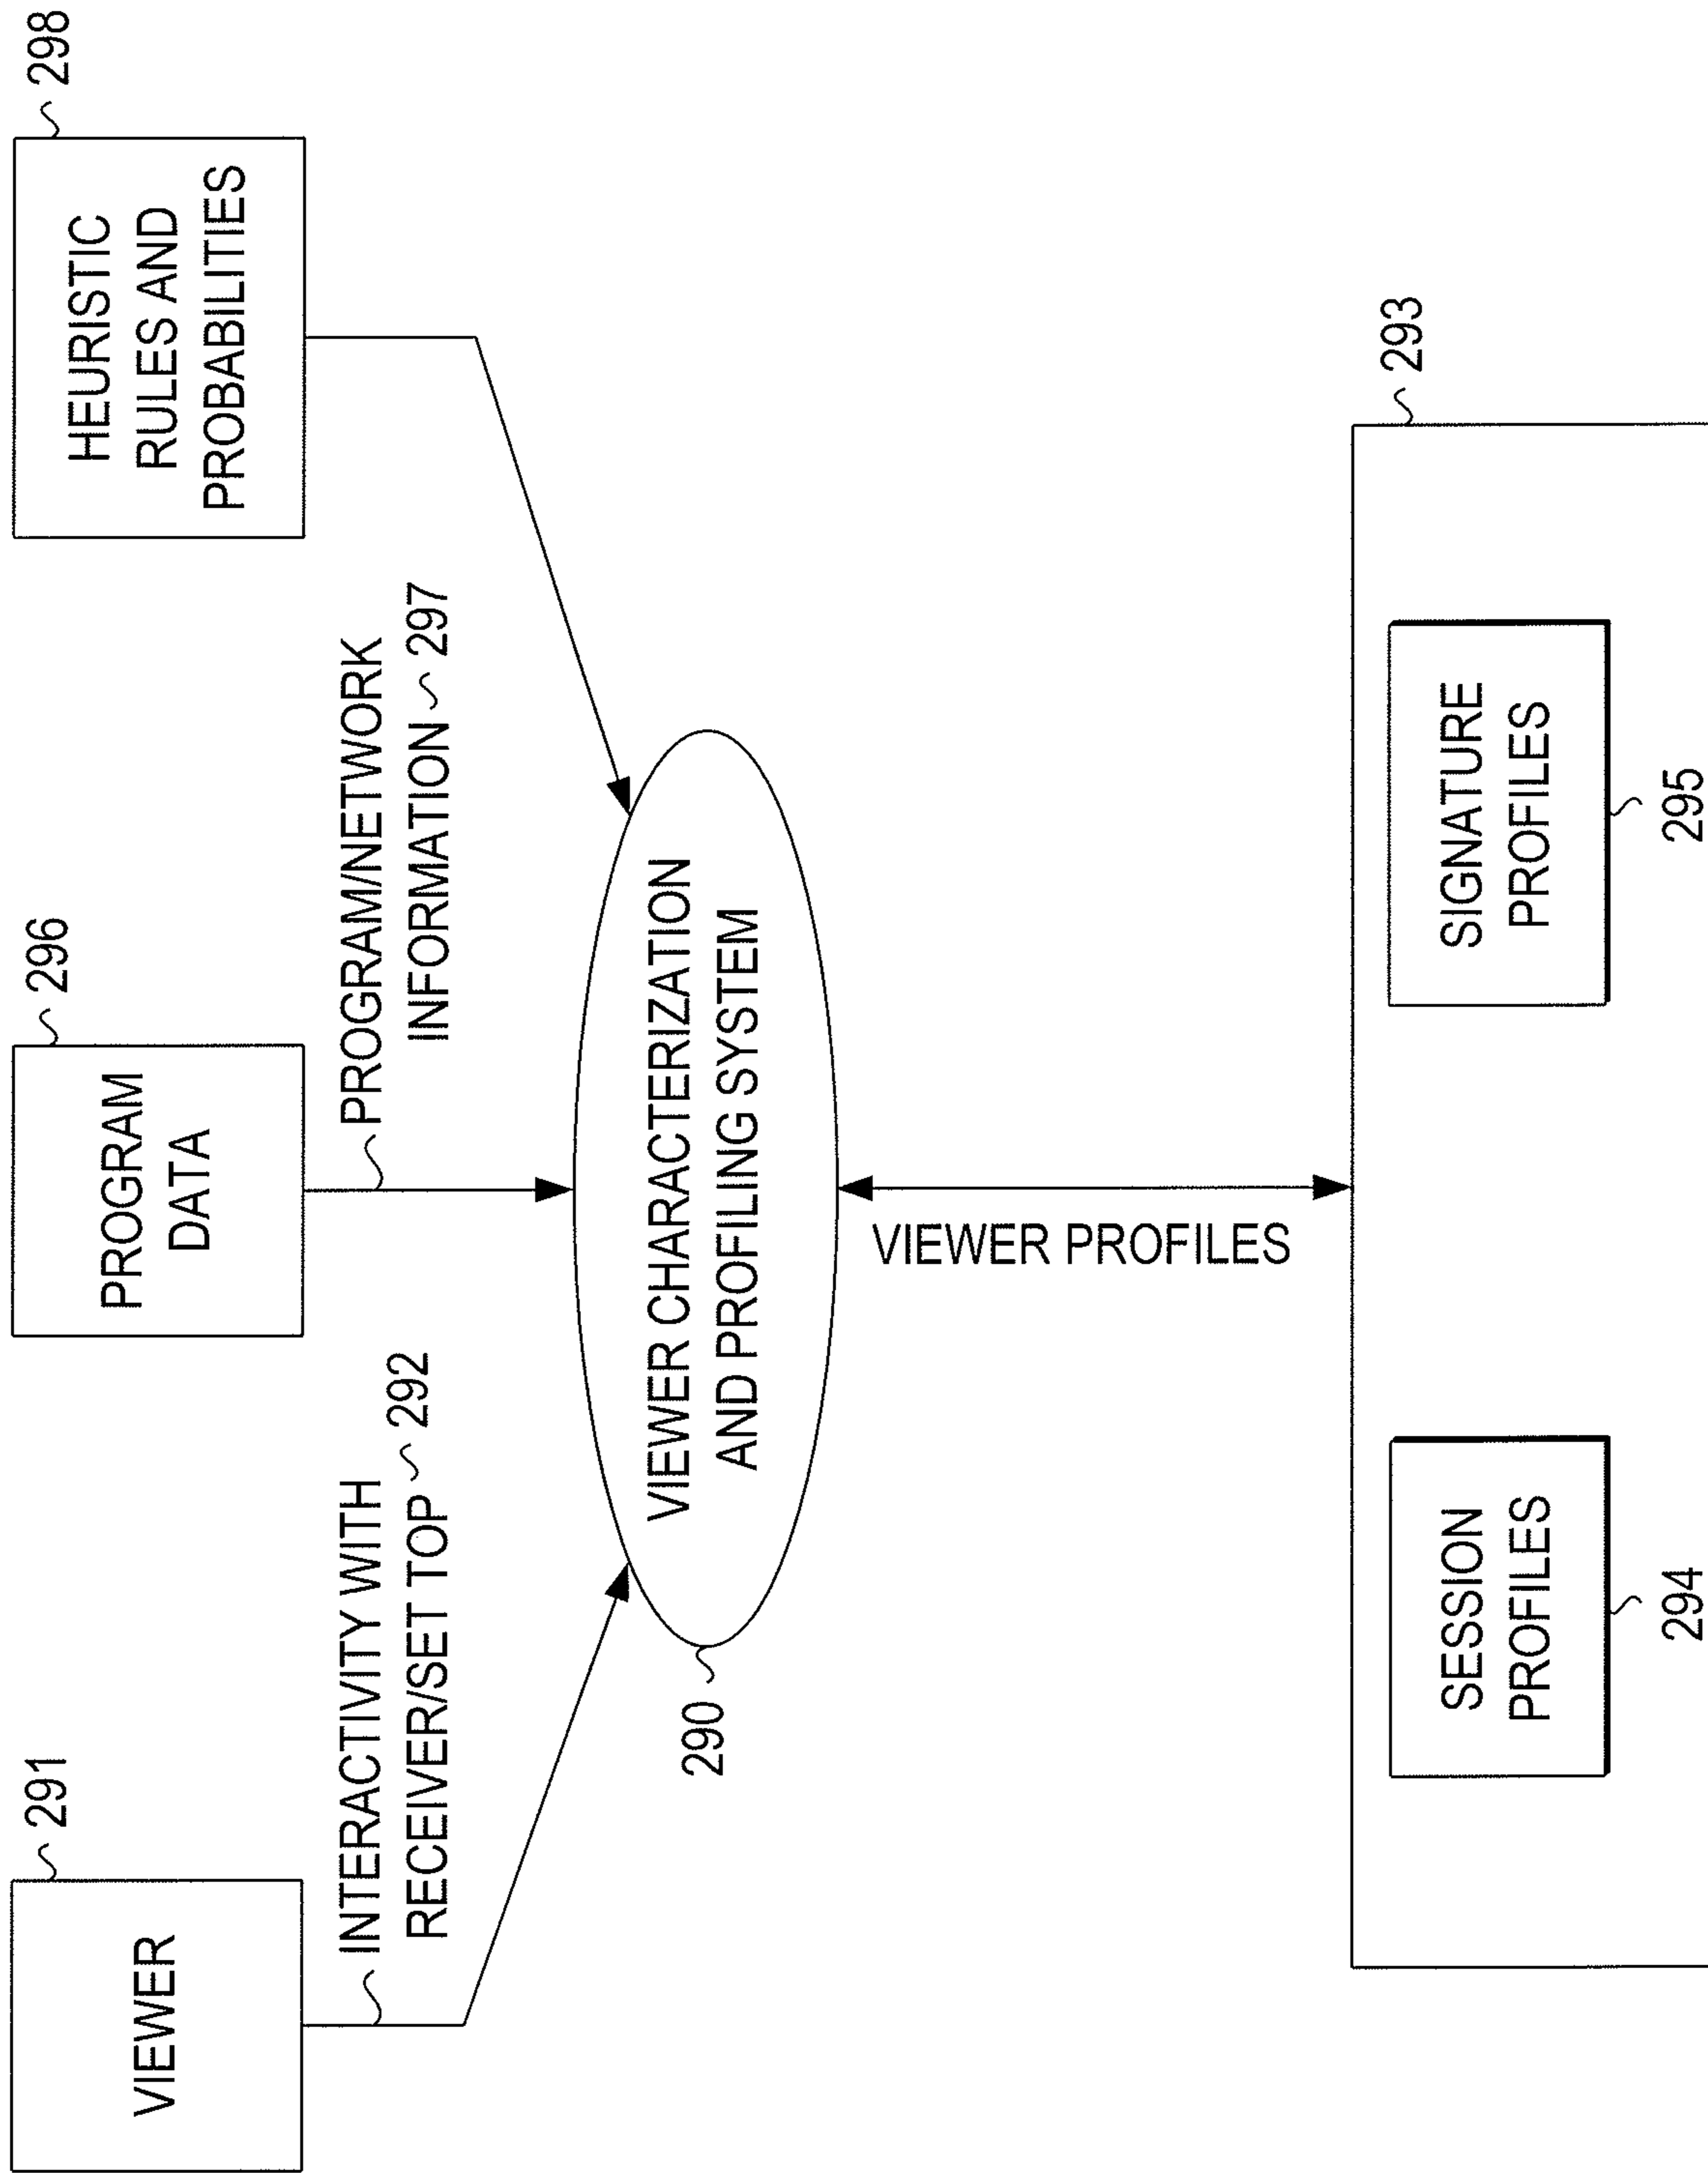 VIEWER
291
PROGRAM
DATA
296
HEURISTIC
RULES AND
PROBABILITIES
298
INTERACTIVITY WITH
RECEIVER/SET TOP 292
PROGRAM/NETWORK
INFORMATION 297
VIEWER CHARACTERIZATION
AND PROFILING SYSTEM
290
VIEWER PROFILES
293
SESSION
PROFILES
294
SIGNATURE
PROFILES
295